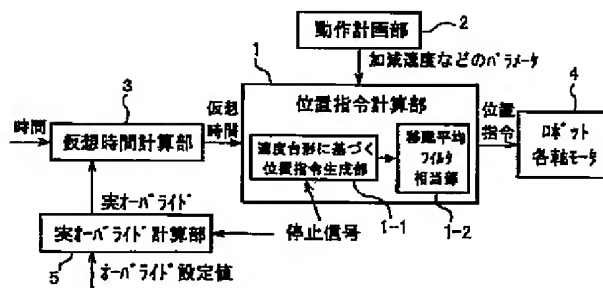 動作計画部
2
加減速度などのパラメータ
1
3
仮想
時間
位置指令計算部
位置
指令
4
時間
仮想時間計算部
速度台形に基づく
位置指令生成部
移動平均
フィルタ
相当部
ロボット
各軸モータ
実オーバライド
1-1
1-2
実オーバライド計算部
停止信号
5
オーバライド設定値